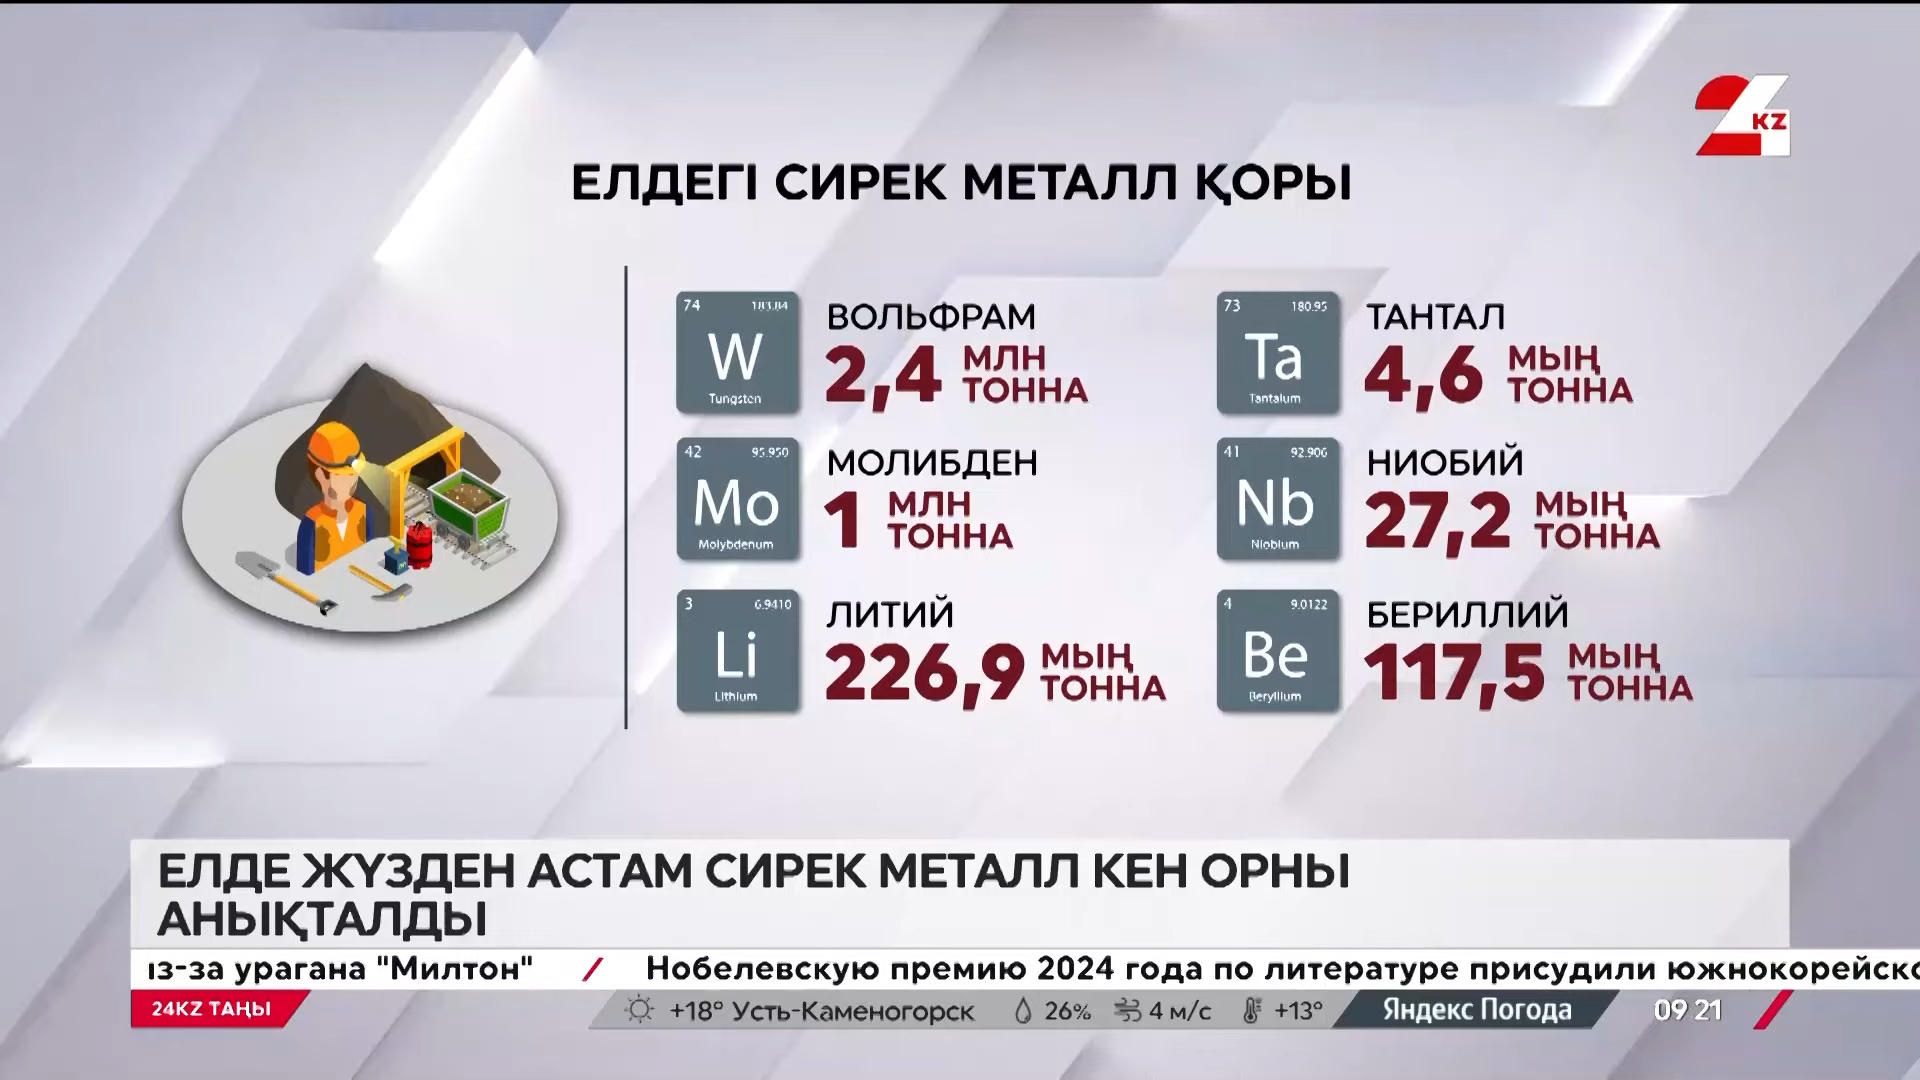 24 KZ
ЕЛДЕГІ СИРЕК МЕТАЛЛ ҚОРЫ
74 183.84
W
Tungsten
ВОЛЬФРАМ
2,4 МЛН ТОННА
73 180.95
Ta
Tantalum
ТАНТАЛ
4,6 МЫҢ ТОННА
42 95.950
Mo
Molybdenum
МОЛИБДЕН
1 МЛН ТОННА
41 92.906
Nb
Niobium
НИОБИЙ
27,2 МЫҢ ТОННА
3 6.9410
Li
Lithium
ЛИТИЙ
226,9 МЫҢ ТОННА
4 9.0122
Be
Beryllium
БЕРИЛЛИЙ
117,5 МЫҢ ТОННА
ЕЛДЕ ЖҮЗДЕН АСТАМ СИРЕК МЕТАЛЛ КЕН ОРНЫ
АНЫҚТАЛДЫ
из-за урагана "Милтон" / Нобелевскую премию 2024 года по литературе присудили южнокорейско
24KZ ТАҢЫ +18° Усть-Каменогорск 26% 4 м/с +13° Яндекс Погода 09 21